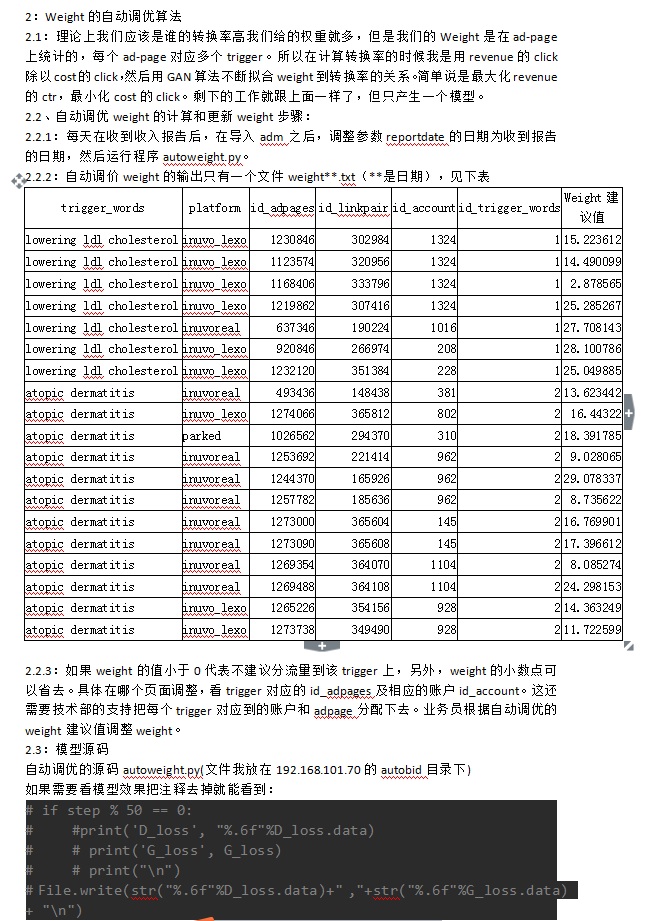 2：Weight 的自动调优算法
2.1：理论上我们应该是谁的转换率高我们给的权重就多，但是我们的 Weight 是在 ad-page
上统计的，每个 ad-page 对应多个 trigger。所以在计算转换率的时候我是用 revenue 的 click
除以 cost 的 click，然后用 GAN 算法不断拟合 weight 到转换率的关系。简单说是最大化 revenue
的 ctr，最小化 cost 的 click。剩下的工作就跟上面一样了，但只产生一个模型。
2.2、自动调优 weight 的计算和更新 weight 步骤：
2.2.1：每天在收到收入报告后，在导入 adm 之后，调整参数 reportdate 的日期为收到报告
的日期，然后运行程序 autoweight.py。
2.2.2：自动调价 weight 的输出只有一个文件 weight**.txt（**是日期），见下表
trigger_words platform id_adpages id_linkpair id_account id_trigger_words Weight 建议值
lowering ldl cholesterol inuvo_lexo 1230846 302984 1324 1 15.223612
lowering ldl cholesterol inuvo_lexo 1123574 320956 1324 1 14.490099
lowering ldl cholesterol inuvo_lexo 1168406 333796 1324 1 2.878565
lowering ldl cholesterol inuvo_lexo 1219862 307416 1324 1 25.285267
lowering ldl cholesterol inuvoreal 637346 190224 1016 1 27.708143
lowering ldl cholesterol inuvo_lexo 920846 266974 208 1 28.100786
lowering ldl cholesterol inuvo_lexo 1232120 351384 228 1 25.049885
atopic dermatitis inuvoreal 493436 148438 381 2 13.623442
atopic dermatitis inuvo_lexo 1274066 365812 802 2 16.44322
atopic dermatitis parked 1026562 294370 310 2 18.391785
atopic dermatitis inuvoreal 1253692 221414 962 2 9.028065
atopic dermatitis inuvoreal 1244370 165926 962 2 29.078337
atopic dermatitis inuvoreal 1257782 185636 962 2 8.735622
atopic dermatitis inuvoreal 1273000 365604 145 2 16.769901
atopic dermatitis inuvoreal 1273090 365608 145 2 17.396612
atopic dermatitis inuvoreal 1269354 364070 1104 2 8.085274
atopic dermatitis inuvoreal 1269488 364108 1104 2 24.298153
atopic dermatitis inuvo_lexo 1265226 354156 928 2 14.363249
atopic dermatitis inuvo_lexo 1273738 349490 928 2 11.722599
2.2.3：如果 weight 的值小于 0 代表不建议分流量到该 trigger 上，另外，weight 的小数点可
以省去。具体在哪个页面调整，看 trigger 对应的 id_adpages 及相应的账户 id_account。这还
需要技术部的支持把每个 trigger 对应到的账户和 adpage 分配下去。业务员根据自动调优的
weight 建议值调整 weight。
2.3：模型源码
自动调优的源码 autoweight.py(文件我放在 192.168.101.70 的 autobid 目录下)
如果需要看模型效果把注释去掉就能看到：
# if step % 50 == 0:
#     #print('D_loss', "%.6f"%D_loss.data)
#     # print('G_loss', G_loss)
#     # print("\n")
# File.write(str("%.6f"%D_loss.data)+" ,"+str("%.6f"%G_loss.data)
+ "\n")